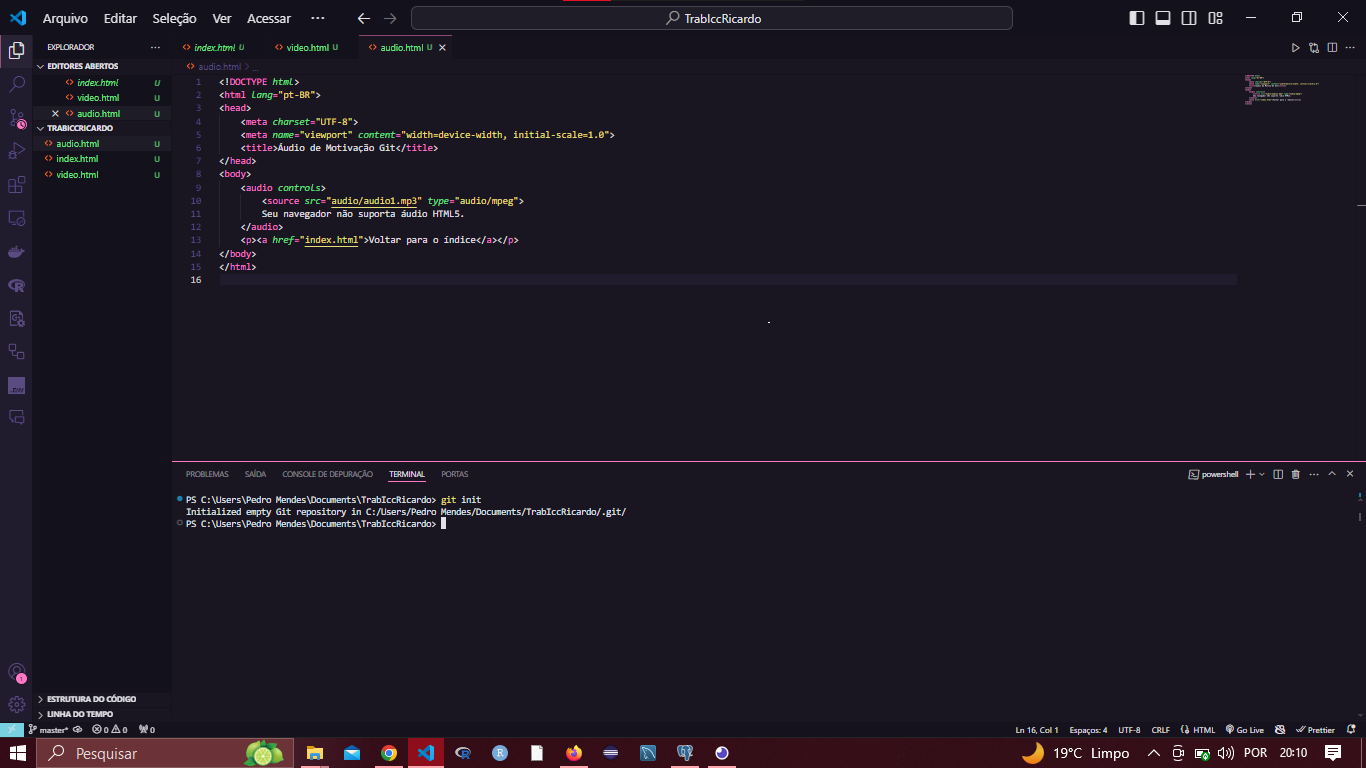 Arquivo Editar Seleção Ver Acessar ··· TrabIccRicardo
EXPLORADOR ···
EDITORES ABERTOS
index.html U
video.html U
audio.html U
TRABICCRICARDO
audio.html U
index.html U
video.html U
ESTRUTURA DO CÓDIGO
LINHA DO TEMPO
index.html U video.html U audio.html U
audio.html > ...
1 <!DOCTYPE html>
2 <html lang="pt-BR">
3 <head>
4 <meta charset="UTF-8">
5 <meta name="viewport" content="width=device-width, initial-scale=1.0">
6 <title>Áudio de Motivação Git</title>
7 </head>
8 <body>
9 <audio controls>
10 <source src="audio/audio1.mp3" type="audio/mpeg">
11 Seu navegador não suporta áudio HTML5.
12 </audio>
13 <p><a href="index.html">Voltar para o índice</a></p>
14 </body>
15 </html>
16
PROBLEMAS SAÍDA CONSOLE DE DEPURAÇÃO TERMINAL PORTAS powershell
PS C:\Users\Pedro Mendes\Documents\TrabIccRicardo> git init
Initialized empty Git repository in C:/Users/Pedro Mendes/Documents/TrabIccRicardo/.git/
PS C:\Users\Pedro Mendes\Documents\TrabIccRicardo>
master* 0 0 0 Ln 16, Col 1 Espaços: 4 UTF-8 CRLF HTML Go Live Prettier
Pesquisar 19°C Limpo POR 20:10